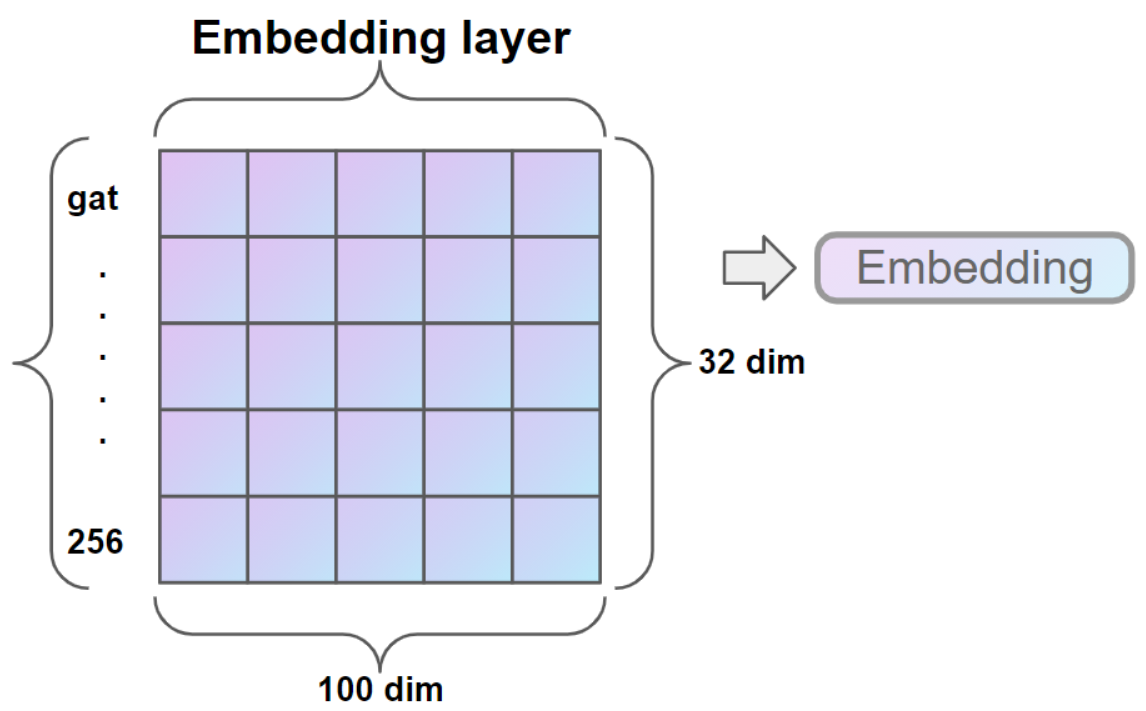 Embedding layer
gat
.
.
.
.
.
256
32 dim
100 dim
Embedding